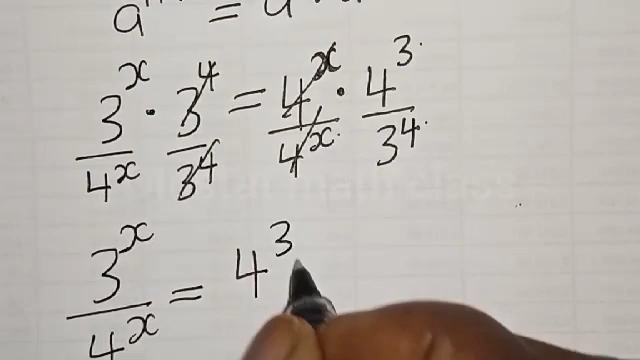 a = a
3^x/4^x · 3^4/3^4 = 4^x/4^x · 4^3/3^4
3^x/4^x = 4^3